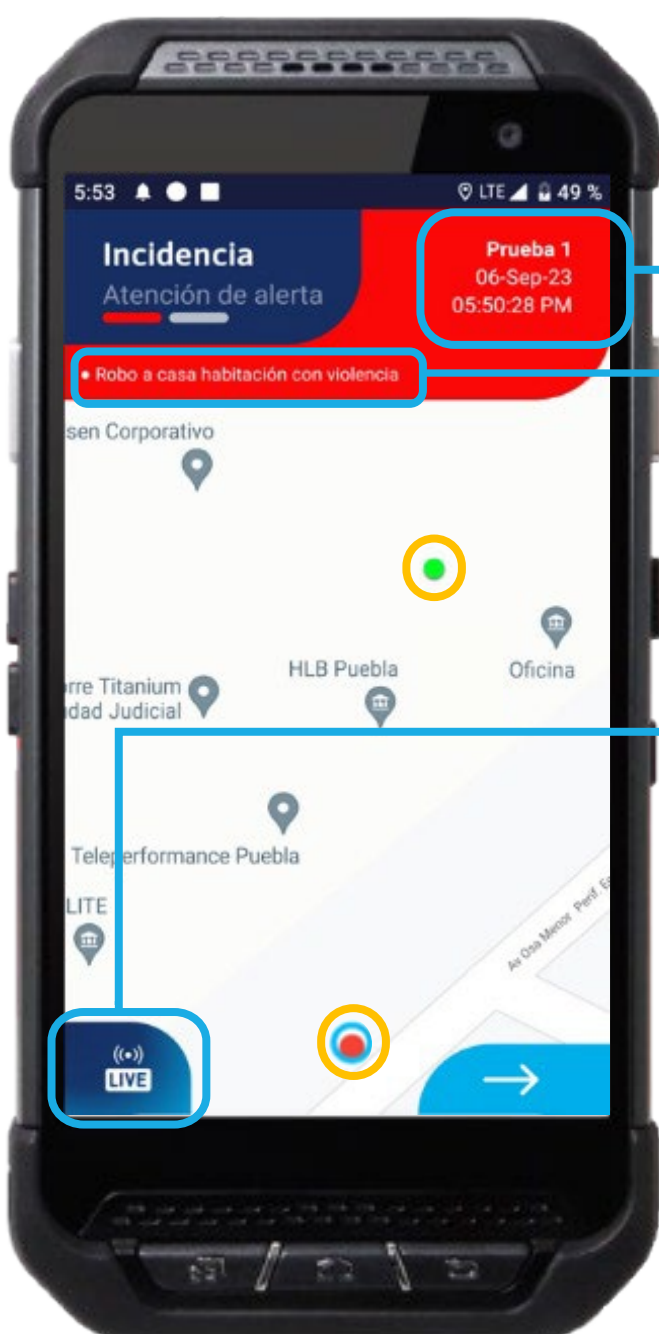 5:53 LTE 49 %
Incidencia
Atención de alerta
Prueba 1
06-Sep-23
05:50:28 PM
• Robo a casa habitación con violencia
sen Corporativo
HLB Puebla
Oficina
rre Titanium
dad Judicial
Teleperformance Puebla
LITE
Av Osa Menor Perif. E
LIVE